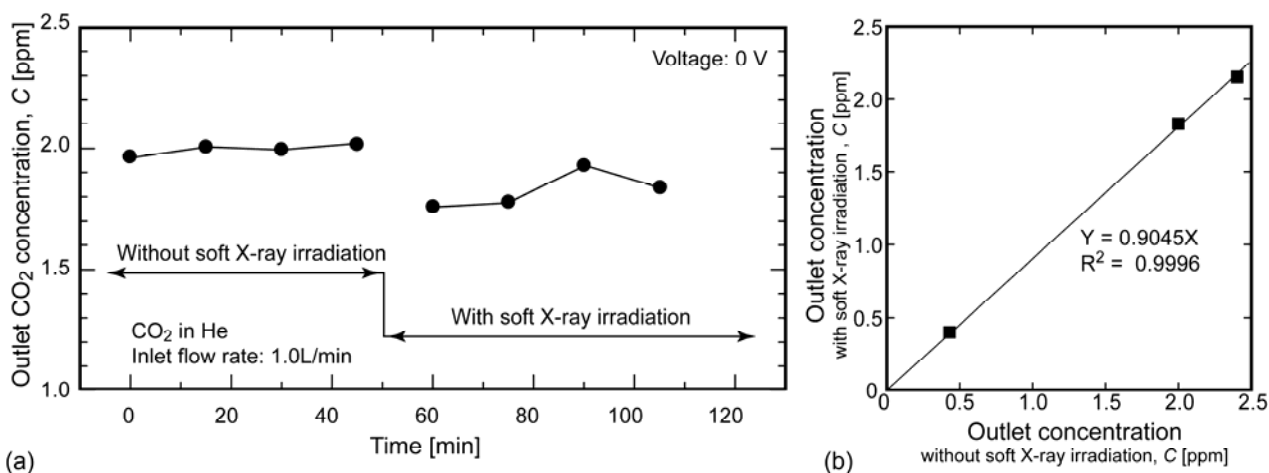 2.5
2.0
1.5
1.0
Outlet CO2 concentration, C [ppm]
Voltage: 0 V
Without soft X-ray irradiation
With soft X-ray irradiation
CO2 in He
Inlet flow rate: 1.0L/min
0 20 40 60 80 100 120
Time [min]
(a)
2.5
2.0
1.5
1.0
0.5
0
Outlet concentration
with soft X-ray irradiation , C [ppm]
Y = 0.9045X
R2 = 0.9996
0 0.5 1.0 1.5 2.0 2.5
Outlet concentration
without soft X-ray irradiation, C [ppm]
(b)